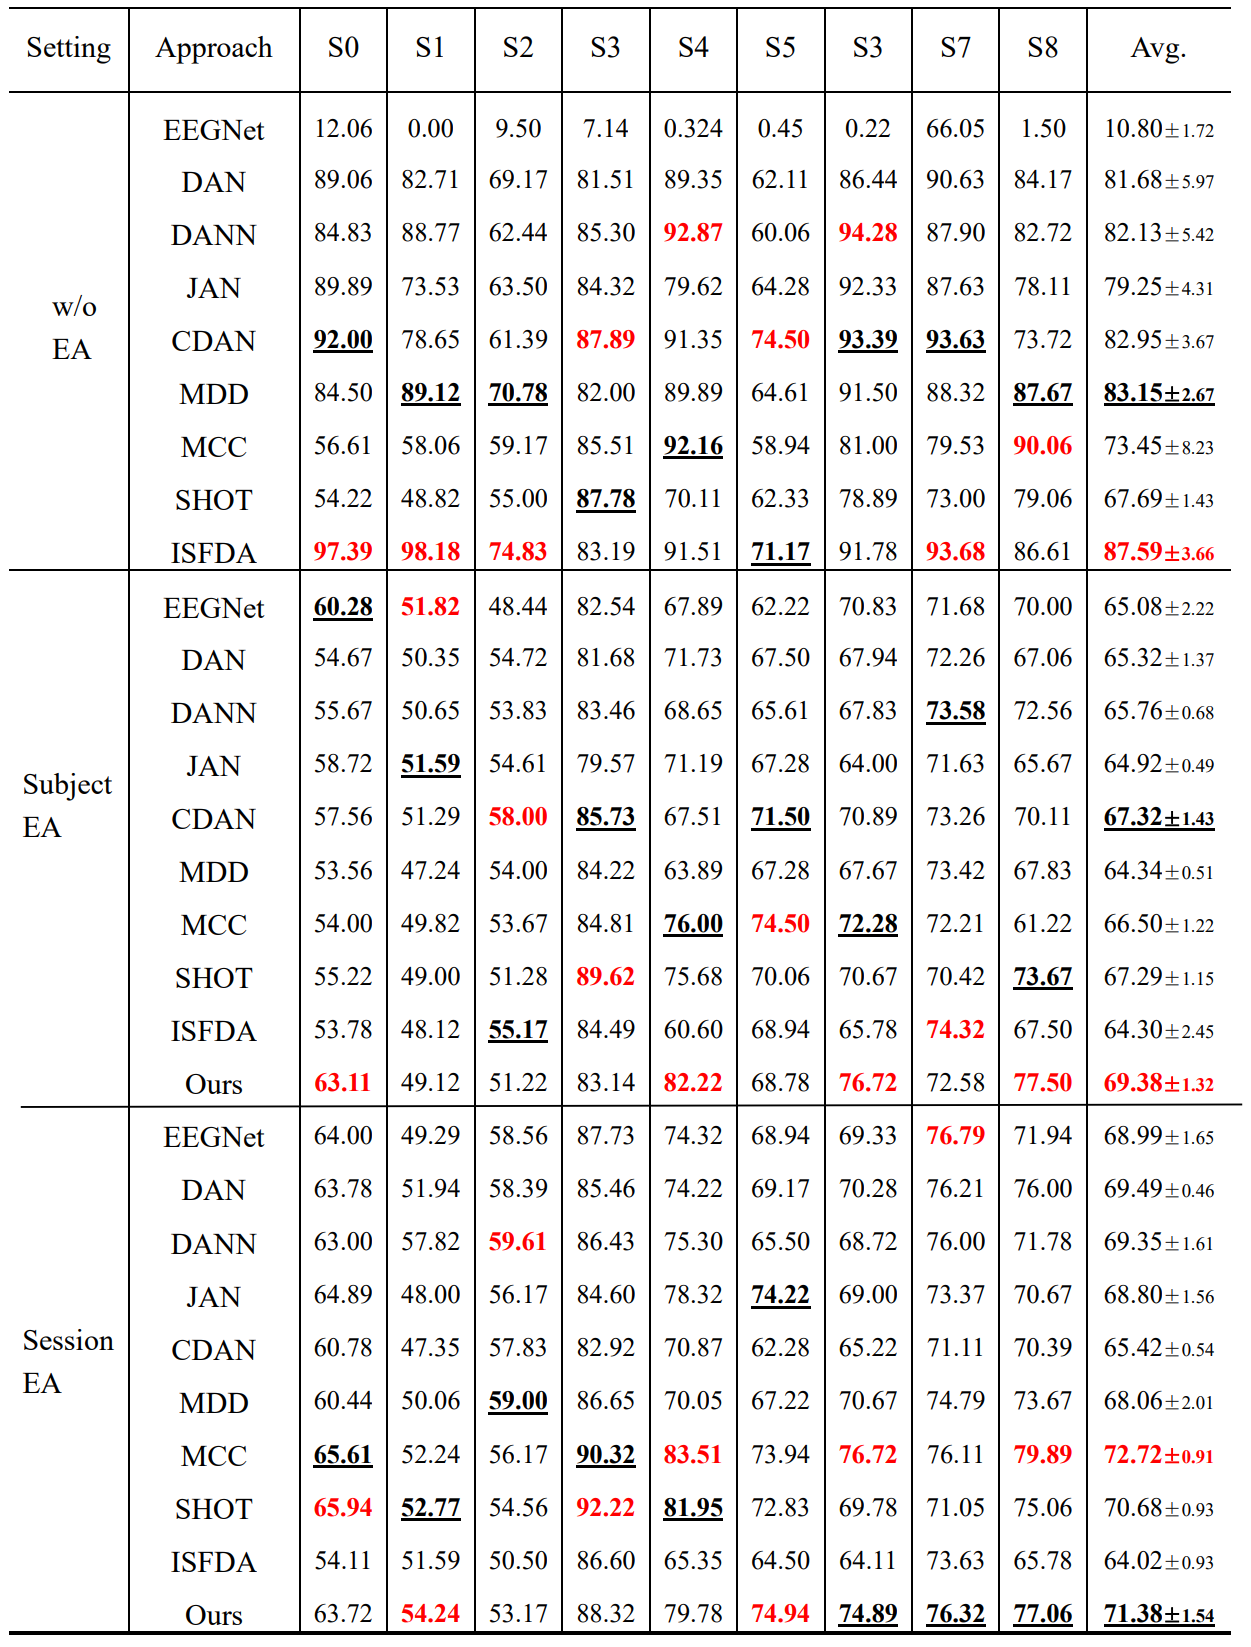 Setting Approach S0 S1 S2 S3 S4 S5 S3 S7 S8 Avg.
EEGNet 12.06 0.00 9.50 7.14 0.324 0.45 0.22 66.05 1.50 10.80±1.72
DAN 89.06 82.71 69.17 81.51 89.35 62.11 86.44 90.63 84.17 81.68±5.97
DANN 84.83 88.77 62.44 85.30 92.87 60.06 94.28 87.90 82.72 82.13±5.42
JAN 89.89 73.53 63.50 84.32 79.62 64.28 92.33 87.63 78.11 79.25±4.31
w/o
CDAN 92.00 78.65 61.39 87.89 91.35 74.50 93.39 93.63 73.72 82.95±3.67
EA
MDD 84.50 89.12 70.78 82.00 89.89 64.61 91.50 88.32 87.67 83.15±2.67
MCC 56.61 58.06 59.17 85.51 92.16 58.94 81.00 79.53 90.06 73.45±8.23
SHOT 54.22 48.82 55.00 87.78 70.11 62.33 78.89 73.00 79.06 67.69±1.43
ISFDA 97.39 98.18 74.83 83.19 91.51 71.17 91.78 93.68 86.61 87.59±3.66
EEGNet 60.28 51.82 48.44 82.54 67.89 62.22 70.83 71.68 70.00 65.08±2.22
DAN 54.67 50.35 54.72 81.68 71.73 67.50 67.94 72.26 67.06 65.32±1.37
DANN 55.67 50.65 53.83 83.46 68.65 65.61 67.83 73.58 72.56 65.76±0.68
JAN 58.72 51.59 54.61 79.57 71.19 67.28 64.00 71.63 65.67 64.92±0.49
Subject
CDAN 57.56 51.29 58.00 85.73 67.51 71.50 70.89 73.26 70.11 67.32±1.43
EA
MDD 53.56 47.24 54.00 84.22 63.89 67.28 67.67 73.42 67.83 64.34±0.51
MCC 54.00 49.82 53.67 84.81 76.00 74.50 72.28 72.21 61.22 66.50±1.22
SHOT 55.22 49.00 51.28 89.62 75.68 70.06 70.67 70.42 73.67 67.29±1.15
ISFDA 53.78 48.12 55.17 84.49 60.60 68.94 65.78 74.32 67.50 64.30±2.45
Ours 63.11 49.12 51.22 83.14 82.22 68.78 76.72 72.58 77.50 69.38±1.32
EEGNet 64.00 49.29 58.56 87.73 74.32 68.94 69.33 76.79 71.94 68.99±1.65
DAN 63.78 51.94 58.39 85.46 74.22 69.17 70.28 76.21 76.00 69.49±0.46
DANN 63.00 57.82 59.61 86.43 75.30 65.50 68.72 76.00 71.78 69.35±1.61
JAN 64.89 48.00 56.17 84.60 78.32 74.22 69.00 73.37 70.67 68.80±1.56
Session
CDAN 60.78 47.35 57.83 82.92 70.87 62.28 65.22 71.11 70.39 65.42±0.54
EA
MDD 60.44 50.06 59.00 86.65 70.05 67.22 70.67 74.79 73.67 68.06±2.01
MCC 65.61 52.24 56.17 90.32 83.51 73.94 76.72 76.11 79.89 72.72±0.91
SHOT 65.94 52.77 54.56 92.22 81.95 72.83 69.78 71.05 75.06 70.68±0.93
ISFDA 54.11 51.59 50.50 86.60 65.35 64.50 64.11 73.63 65.78 64.02±0.93
Ours 63.72 54.24 53.17 88.32 79.78 74.94 74.89 76.32 77.06 71.38±1.54